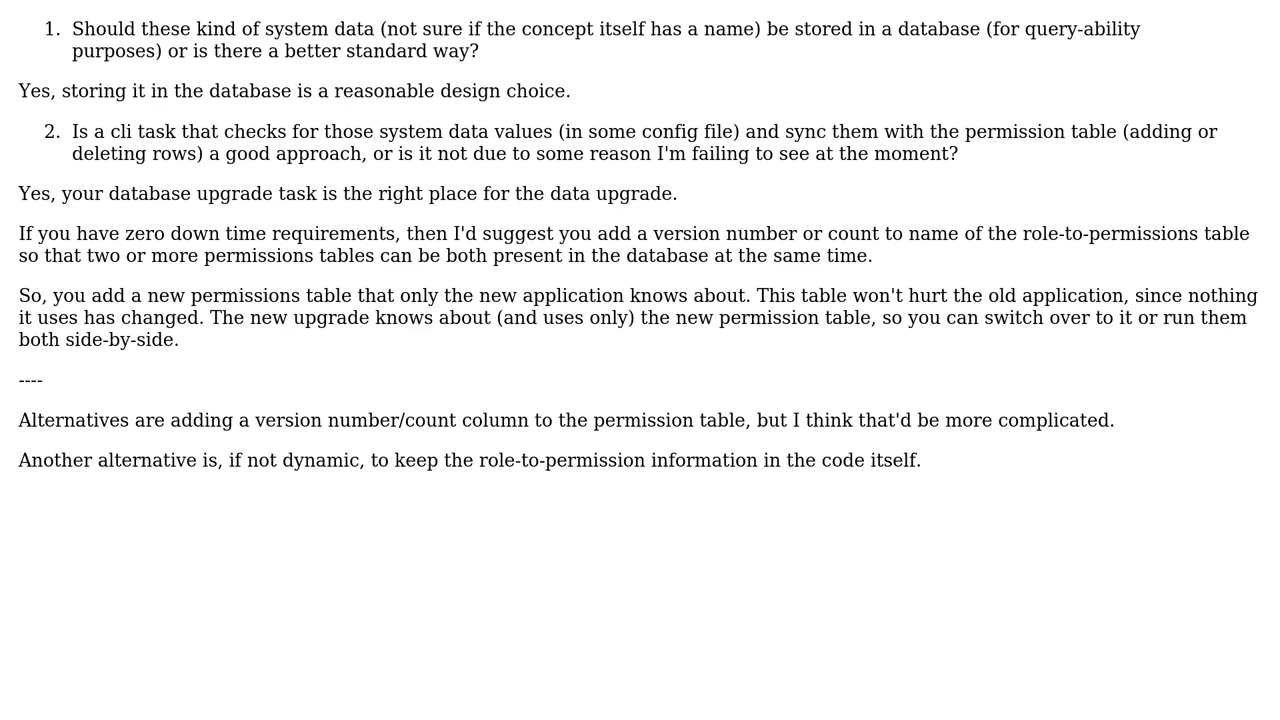 1. Should these kind of system data (not sure if the concept itself has a name) be stored in a database (for query-ability
purposes) or is there a better standard way?
Yes, storing it in the database is a reasonable design choice.
2. Is a cli task that checks for those system data values (in some config file) and sync them with the permission table (adding or
deleting rows) a good approach, or is it not due to some reason I'm failing to see at the moment?
Yes, your database upgrade task is the right place for the data upgrade.
If you have zero down time requirements, then I'd suggest you add a version number or count to name of the role-to-permissions table
so that two or more permissions tables can be both present in the database at the same time.
So, you add a new permissions table that only the new application knows about. This table won't hurt the old application, since nothing
it uses has changed. The new upgrade knows about (and uses only) the new permission table, so you can switch over to it or run them
both side-by-side.
----
Alternatives are adding a version number/count column to the permission table, but I think that'd be more complicated.
Another alternative is, if not dynamic, to keep the role-to-permission information in the code itself.